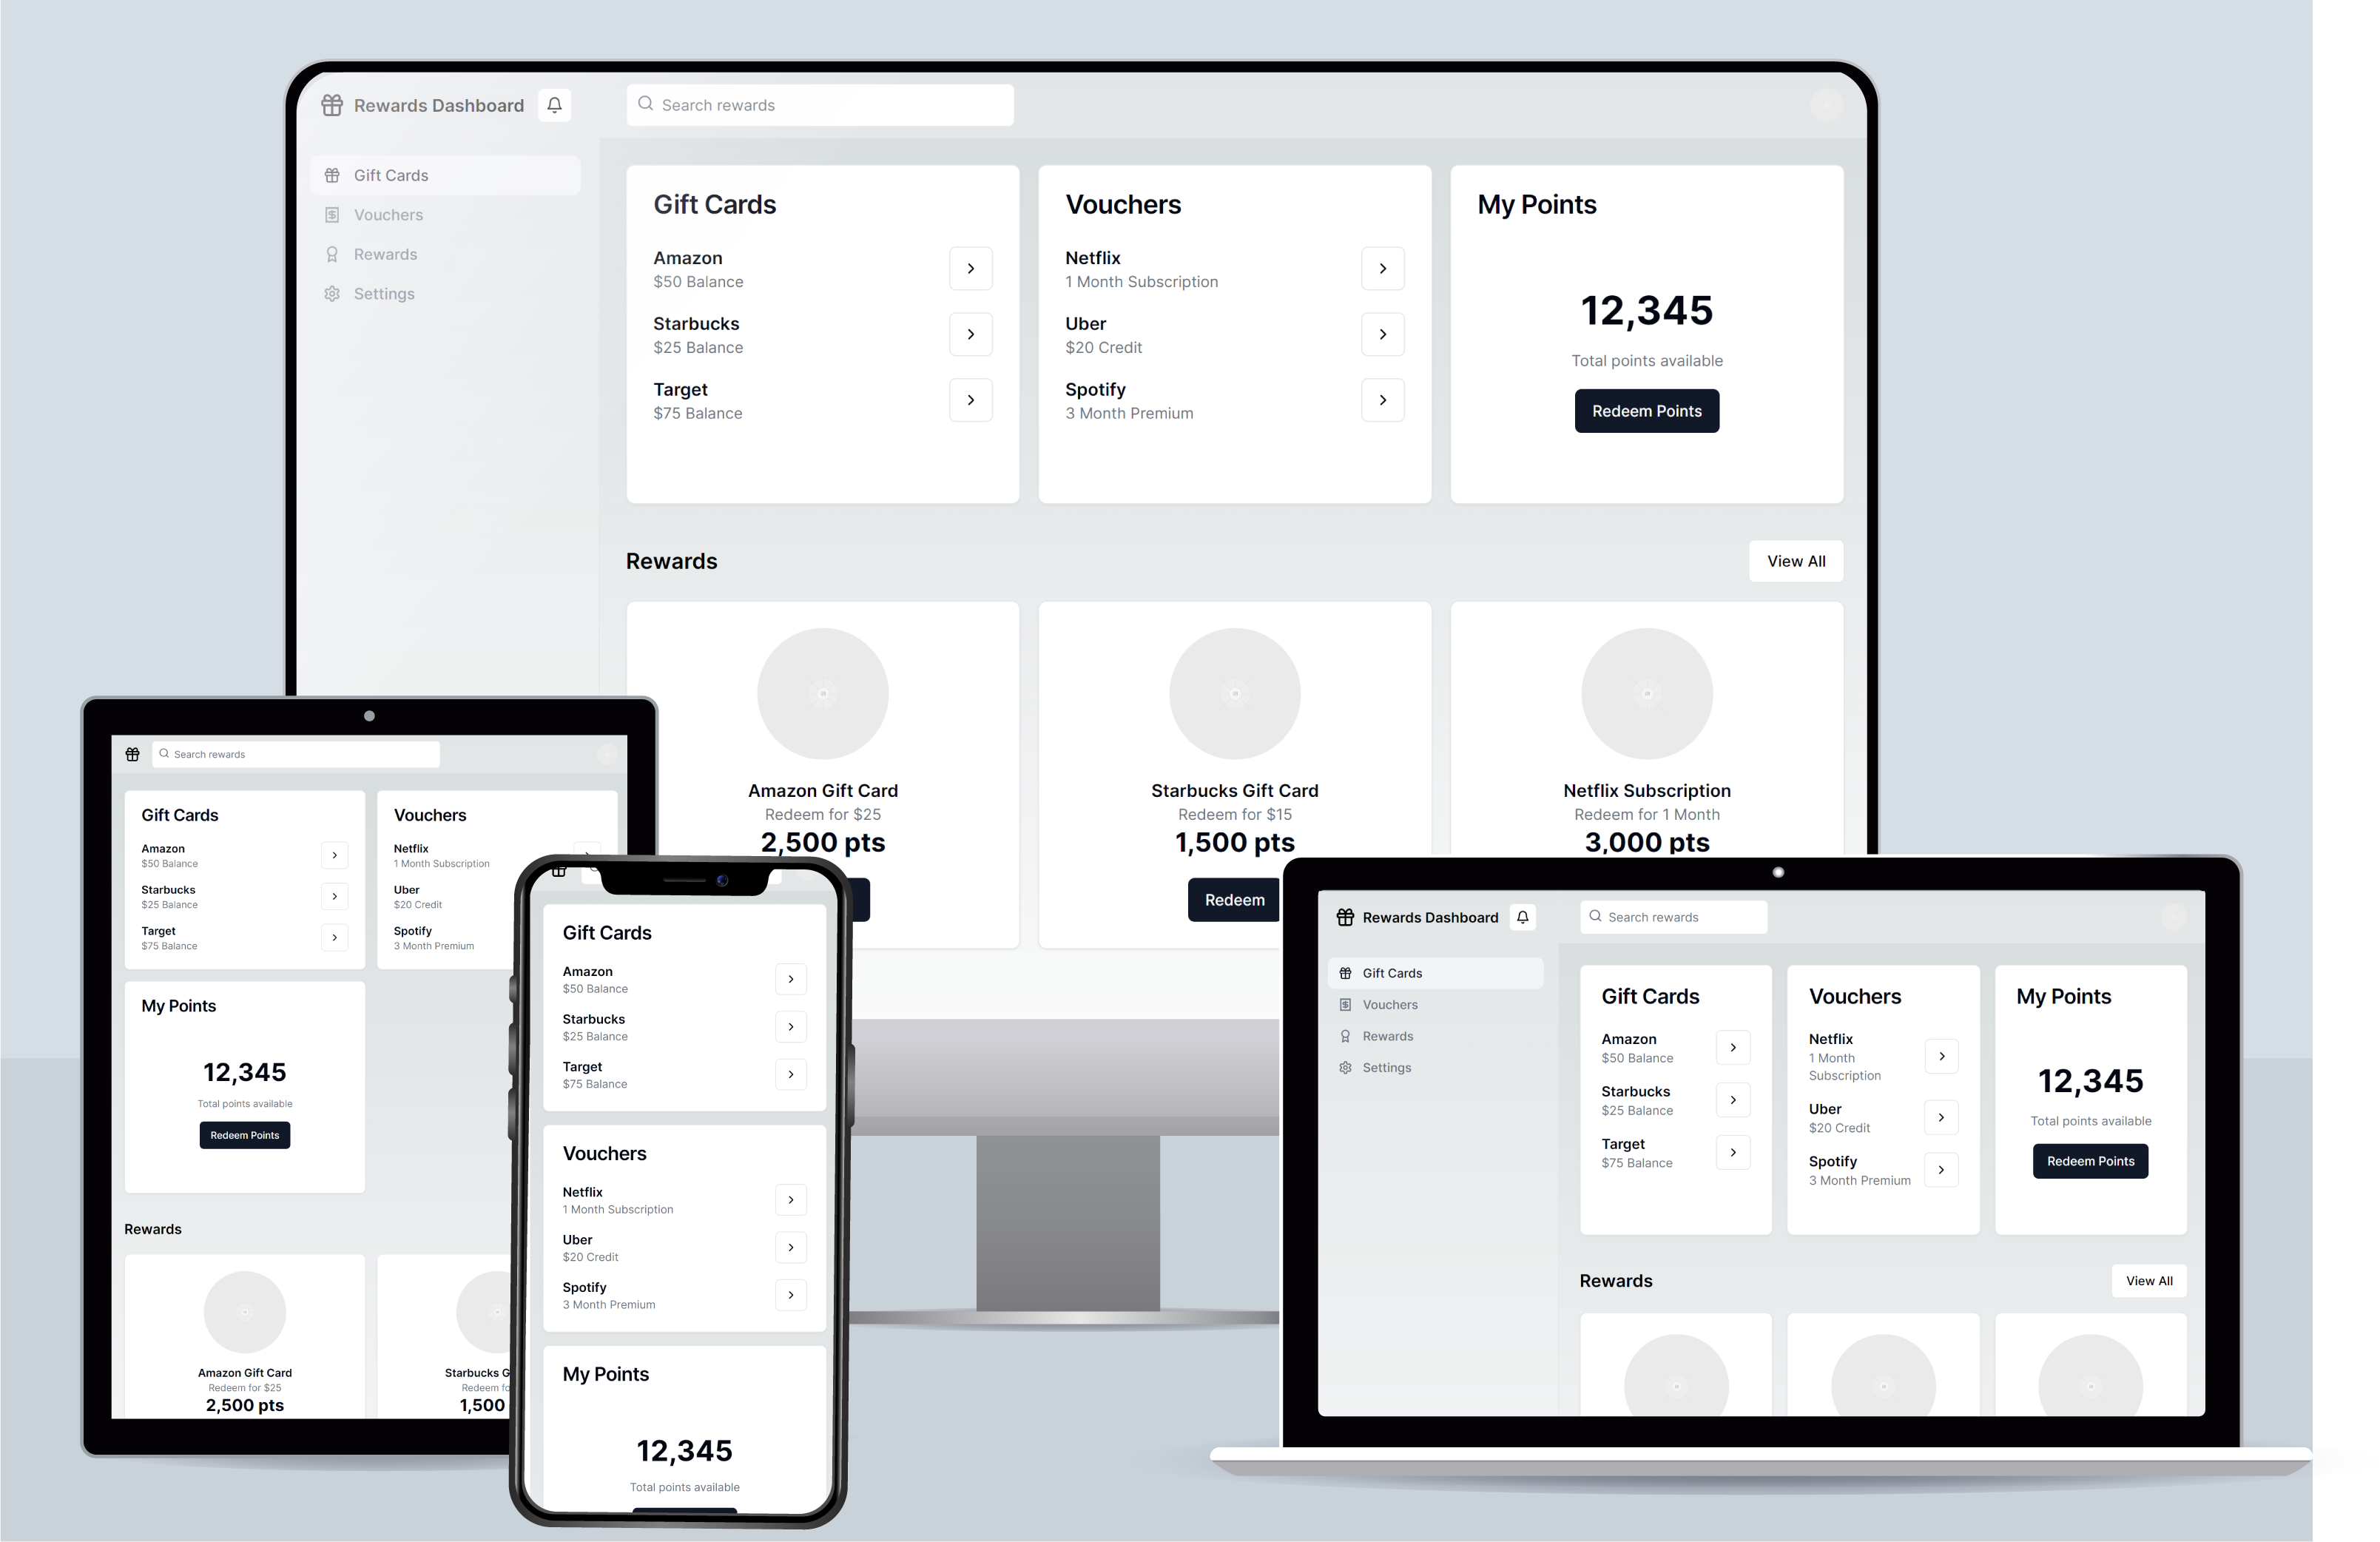 Rewards Dashboard
Search rewards
Gift Cards
Vouchers
Rewards
Settings
Gift Cards
Amazon
$50 Balance
Starbucks
$25 Balance
Target
$75 Balance
Vouchers
Netflix
1 Month Subscription
Uber
$20 Credit
Spotify
3 Month Premium
My Points
12,345
Total points available
Redeem Points
Rewards
View All
Amazon Gift Card
Redeem for $25
2,500 pts
Starbucks Gift Card
Redeem for $15
1,500 pts
Redeem
Netflix Subscription
Redeem for 1 Month
3,000 pts
Search rewards
Gift Cards
Amazon
$50 Balance
Starbucks
$25 Balance
Target
$75 Balance
Vouchers
Netflix
1 Month Subscription
Uber
$20 Credit
Spotify
3 Month Premium
My Points
12,345
Total points available
Redeem Points
Rewards
Amazon Gift Card
Redeem for $25
2,500 pts
Starbucks G
Redeem fo
1,500
Gift Cards
Amazon
$50 Balance
Starbucks
$25 Balance
Target
$75 Balance
Vouchers
Netflix
1 Month Subscription
Uber
$20 Credit
Spotify
3 Month Premium
My Points
12,345
Total points available
Rewards Dashboard
Search rewards
Gift Cards
Vouchers
Rewards
Settings
Gift Cards
Amazon
$50 Balance
Starbucks
$25 Balance
Target
$75 Balance
Vouchers
Netflix
1 Month
Subscription
Uber
$20 Credit
Spotify
3 Month Premium
My Points
12,345
Total points available
Redeem Points
Rewards
View All